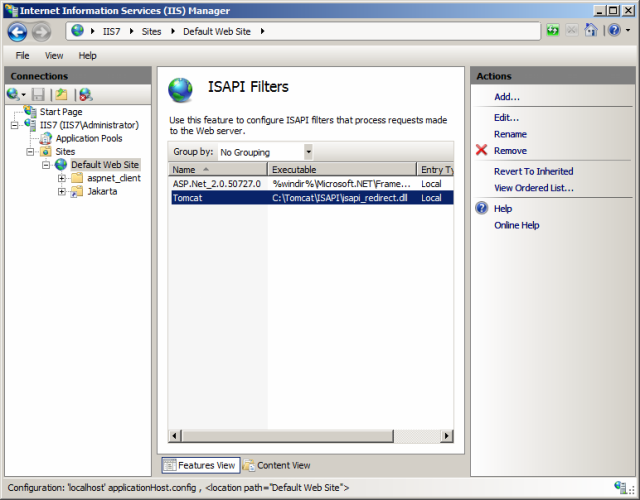 Internet Information Services (IIS) Manager
IIS7 Sites Default Web Site
File View Help
Connections
Start Page
IIS7 (IIS7\Administrator)
Application Pools
Sites
Default Web Site
aspnet_client
Jakarta
ISAPI Filters
Use this feature to configure ISAPI filters that process requests made
to the Web server.
Group by: No Grouping
Name Executable Entry Ty
ASP.Net_2.0.50727.0 %windir%\Microsoft.NET\Frame... Local
Tomcat C:\Tomcat\ISAPI\isapi_redirect.dll Local
Features View Content View
Actions
Add...
Edit...
Rename
Remove
Revert To Inherited
View Ordered List...
Help
Online Help
Configuration: 'localhost' applicationHost.config , <location path="Default Web Site">